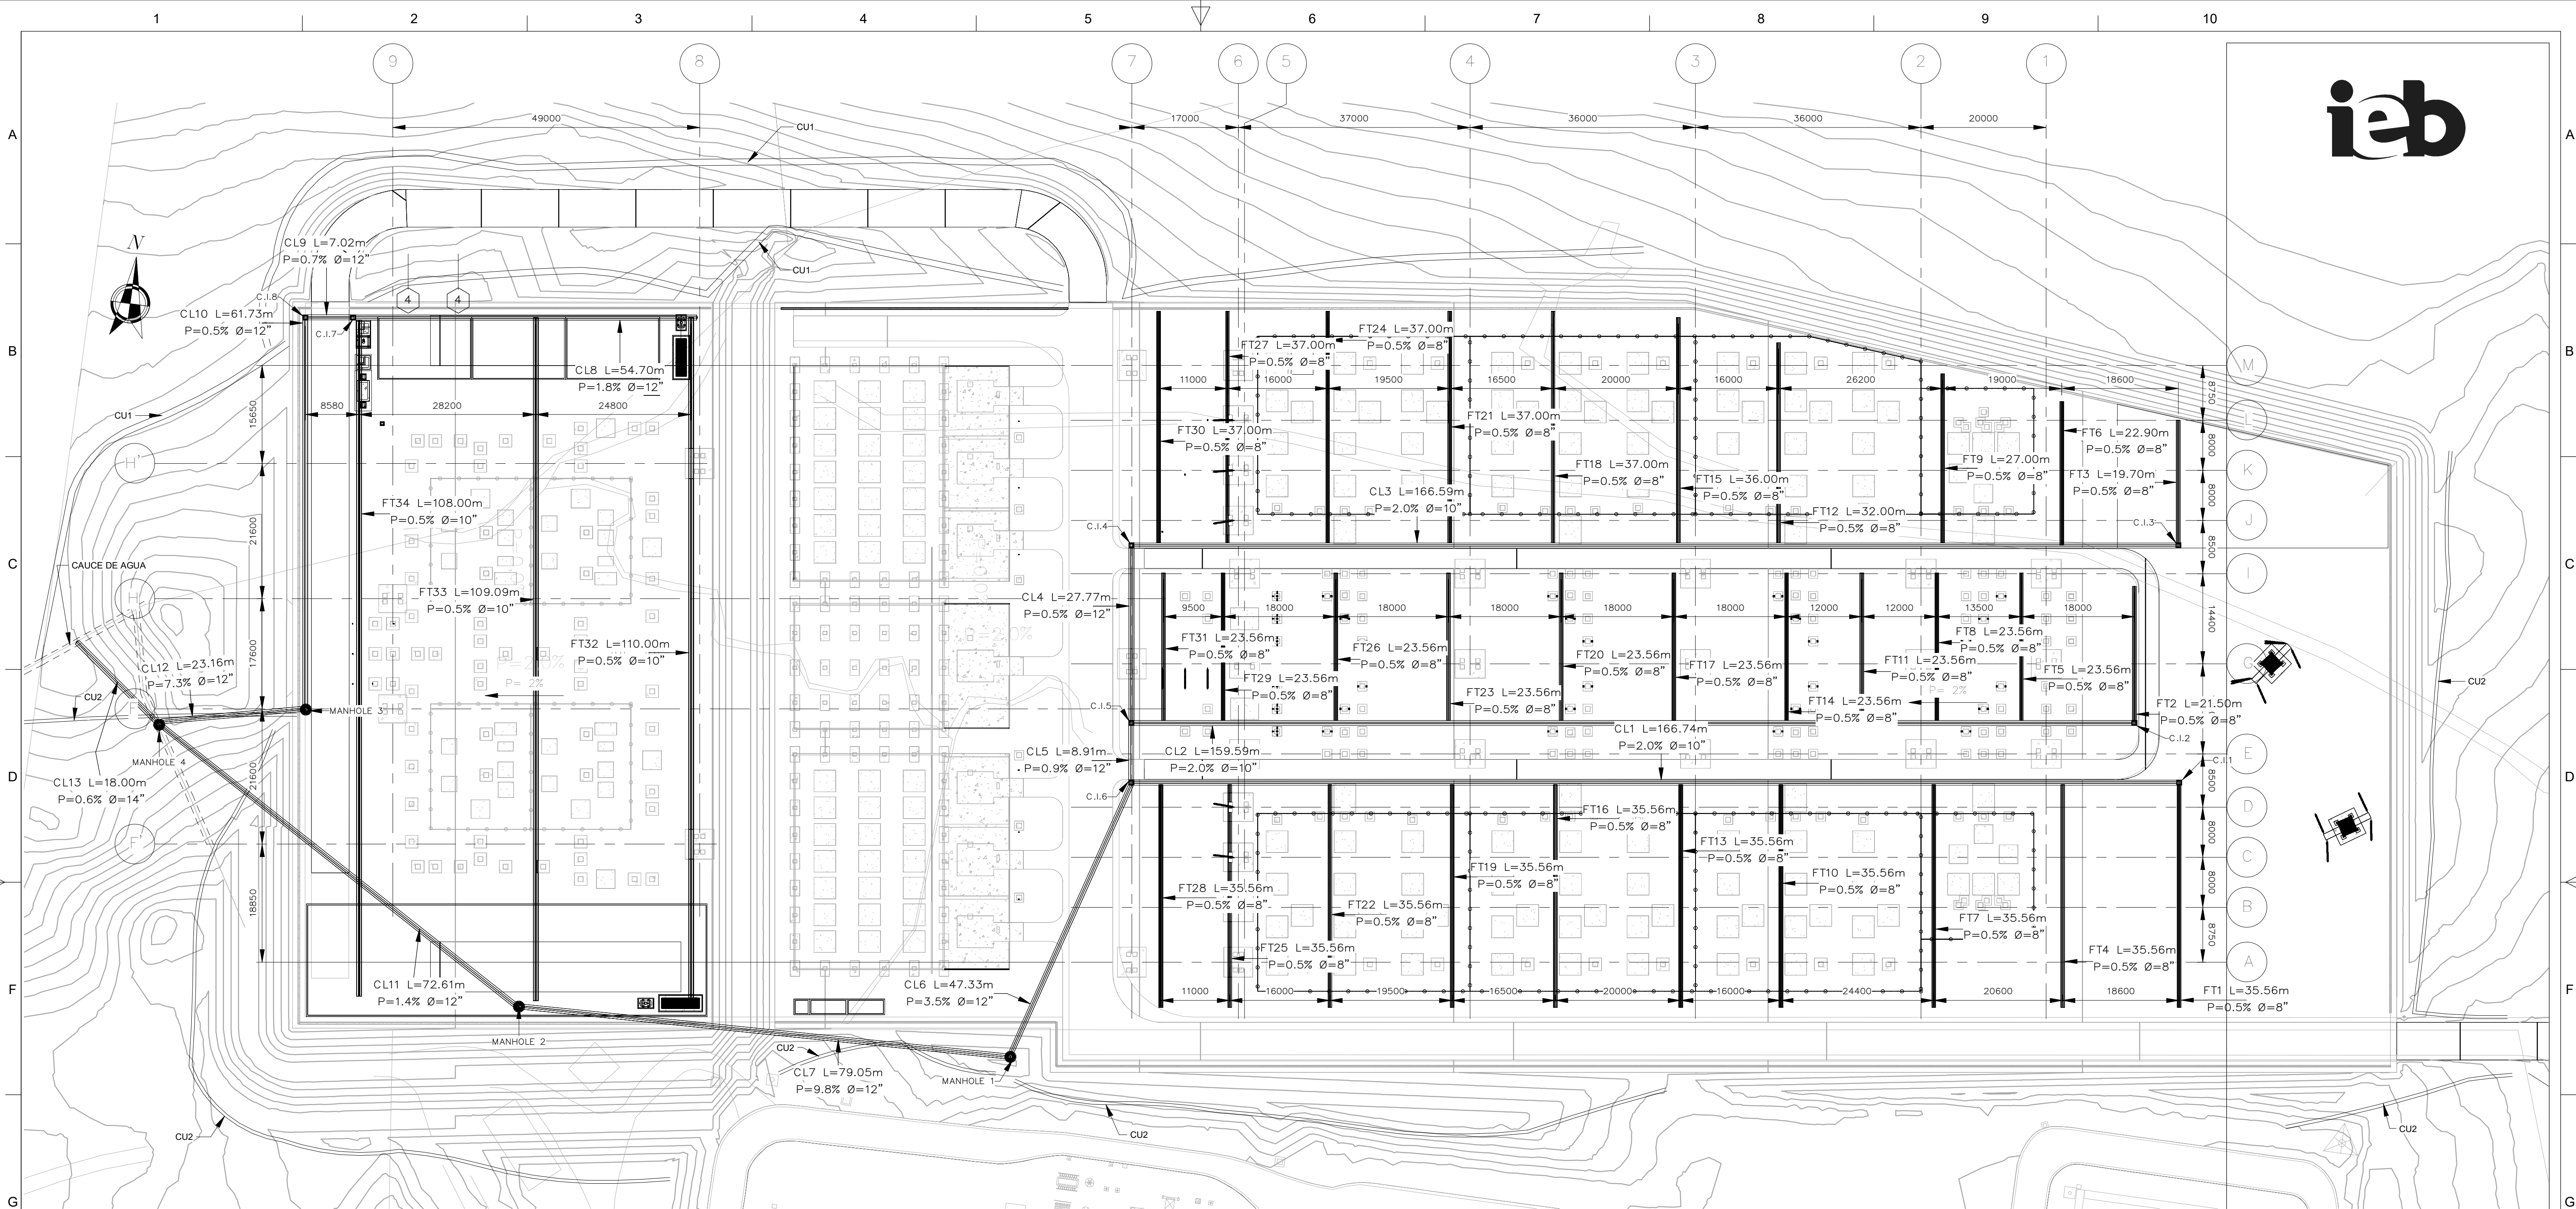 1 2 3 4 5 6 7 8 9 10
9 8 7 6 5 4 3 2 1
A
A
ieb
49000
17000
37000
36000
36000
20000
CU1
N
CL9 L=7.02m
P=0.7% Ø=12"
CU1
C.I.8
4
4
CL10 L=61.73m
P=0.5% Ø=12"
C.I.7
FT24 L=37.00m
P=0.5% Ø=8"
FT27 L=37.00m
P=0.5% Ø=8"
B
B
M
CL8 L=54.70m
P=1.8% Ø=12"
11000
16000
19500
16500
20000
16000
26200
19000
18600
8750
CU1
15650
8580
28200
24800
FT21 L=37.00m
P=0.5% Ø=8"
L
FT30 L=37.00m
P=0.5% Ø=8"
FT6 L=22.90m
P=0.5% Ø=8"
8000
H'
FT18 L=37.00m
P=0.5% Ø=8"
FT9 L=27.00m
P=0.5% Ø=8"
K
FT15 L=36.00m
P=0.5% Ø=8"
FT3 L=19.70m
P=0.5% Ø=8"
CL3 L=166.59m
P=2.0% Ø=10"
8000
FT34 L=108.00m
P=0.5% Ø=10"
FT12 L=32.00m
P=0.5% Ø=8"
J
C.I.4
C.I.3
21600
8500
CAUCE DE AGUA
C
C
I
FT33 L=109.09m
P=0.5% Ø=10"
CL4 L=27.77m
P=0.5% Ø=12"
H
9500
18000
18000
18000
18000
18000
12000
12000
13500
18000
14400
FT31 L=23.56m
P=0.5% Ø=8"
FT8 L=23.56m
P=0.5% Ø=8"
FT32 L=110.00m
P=0.5% Ø=10"
FT26 L=23.56m
P=0.5% Ø=8"
FT20 L=23.56m
P=0.5% Ø=8"
17600
CL12 L=23.16m
P=7.3% Ø=12"
FT17 L=23.56m
P=0.5% Ø=8"
FT11 L=23.56m
P=0.5% Ø=8"
FT5 L=23.56m
P=0.5% Ø=8"
G
FT29 L=23.56m
P=0.5% Ø=8"
P= 2%
P= 2%
CU2
CU2
FT23 L=23.56m
P=0.5% Ø=8"
FT14 L=23.56m
P=0.5% Ø=8"
FT2 L=21.50m
P=0.5% Ø=8"
MANHOLE 3
C.I.5
CL1 L=166.74m
P=2.0% Ø=10"
C.I.2
10000
MANHOLE 4
CL5 L=8.91m
P=0.9% Ø=12"
CL2 L=159.59m
P=2.0% Ø=10"
E
C.I.1
D
D
CL13 L=18.00m
P=0.6% Ø=14"
21600
C.I.6
8500
FT16 L=35.56m
P=0.5% Ø=8"
D
FT13 L=35.56m
P=0.5% Ø=8"
8000
C
FT19 L=35.56m
P=0.5% Ø=8"
FT10 L=35.56m
P=0.5% Ø=8"
FT28 L=35.56m
P=0.5% Ø=8"
8000
18850
FT22 L=35.56m
P=0.5% Ø=8"
B
FT7 L=35.56m
P=0.5% Ø=8"
8750
FT25 L=35.56m
P=0.5% Ø=8"
FT4 L=35.56m
P=0.5% Ø=8"
A
CL11 L=72.61m
P=1.4% Ø=12"
CL6 L=47.33m
P=3.5% Ø=12"
F
F
11000
16000
19500
16500
20000
16000
24400
20600
18600
FT1 L=35.56m
P=0.5% Ø=8"
MANHOLE 2
CU2
CL7 L=79.05m
P=9.8% Ø=12"
MANHOLE 1
CU2
CU2
CU2
G
G